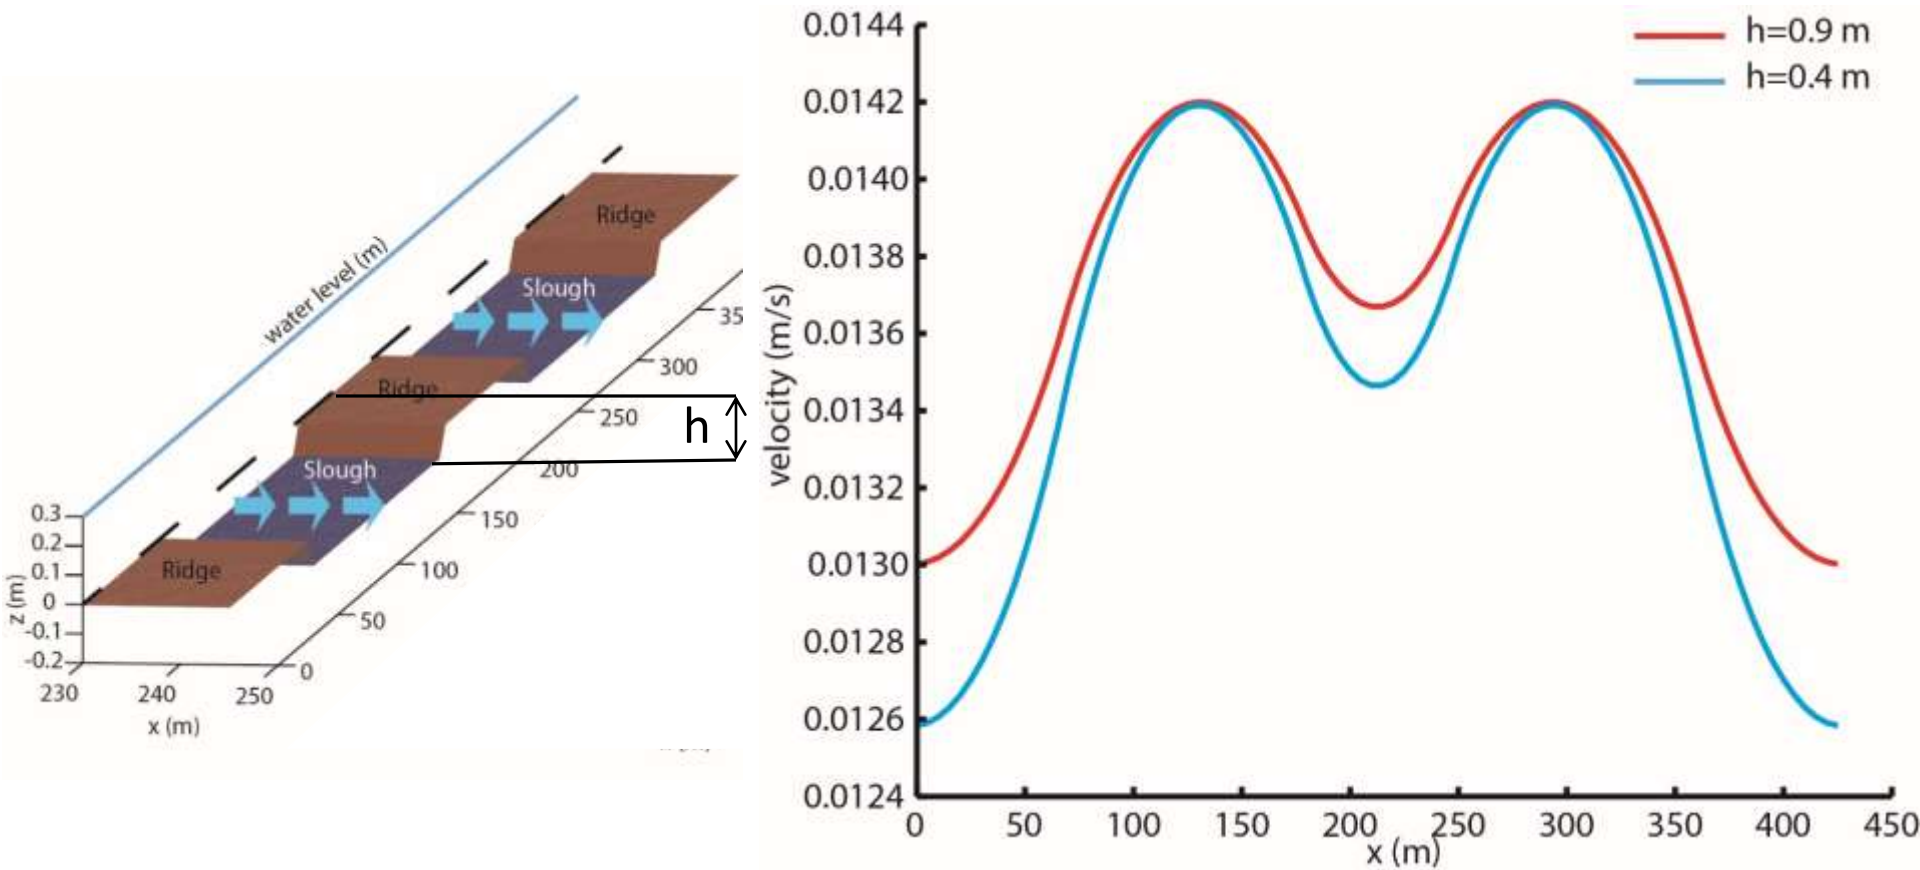 water level (m)
Ridge
Slough
Ridge
Slough
Ridge
h
z (m)
0.3
0.2
0.1
0
-0.1
-0.2
230
240
250
x (m)
0
50
100
150
200
250
300
35
velocity (m/s)
0.0144
0.0142
0.0140
0.0138
0.0136
0.0134
0.0132
0.0130
0.0128
0.0126
0.0124
0 50 100 150 200 250 300 350 400 450
x (m)
h=0.9 m
h=0.4 m